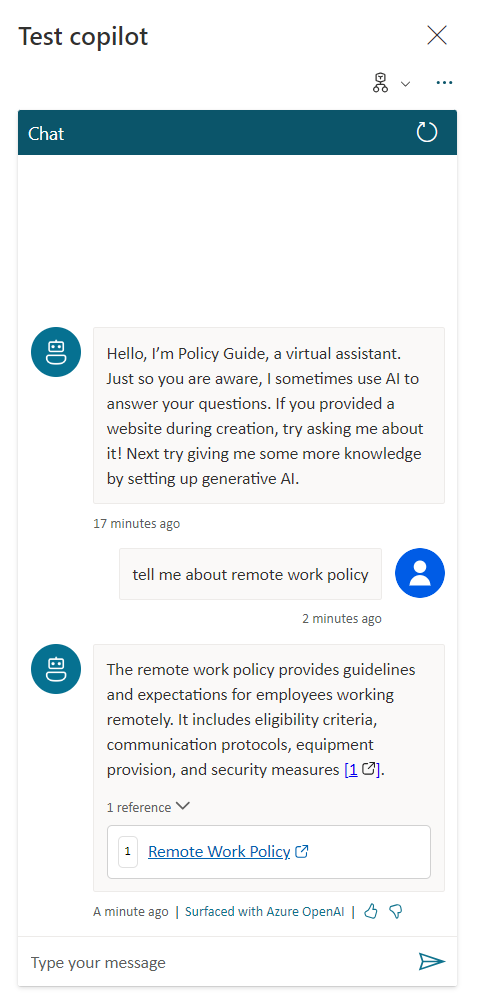 Test copilot
Chat
Hello, I'm Policy Guide, a virtual assistant.
Just so you are aware, I sometimes use AI to
answer your questions. If you provided a
website during creation, try asking me about
it! Next try giving me some more knowledge
by setting up generative AI.
17 minutes ago
tell me about remote work policy
2 minutes ago
The remote work policy provides guidelines
and expectations for employees working
remotely. It includes eligibility criteria,
communication protocols, equipment
provision, and security measures [1].
1 reference
1 Remote Work Policy
A minute ago | Surfaced with Azure OpenAI |
Type your message